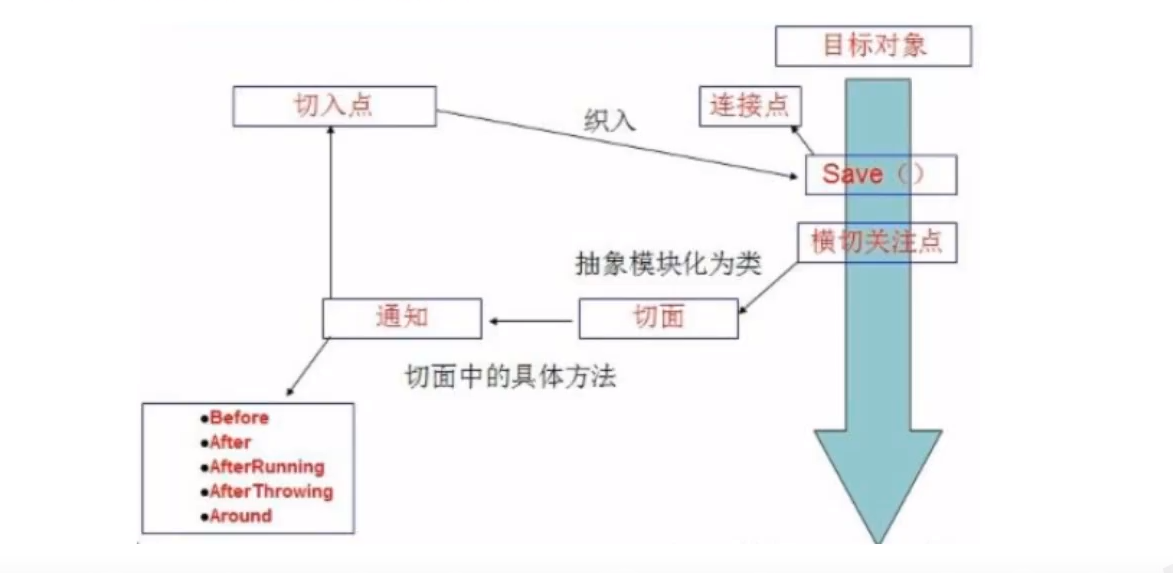 目标对象
切入点
织入
连接点
Save（）
横切关注点
抽象模块化为类
通知
切面
切面中的具体方法
●Before
●After
●AfterRunning
●AfterThrowing
●Around